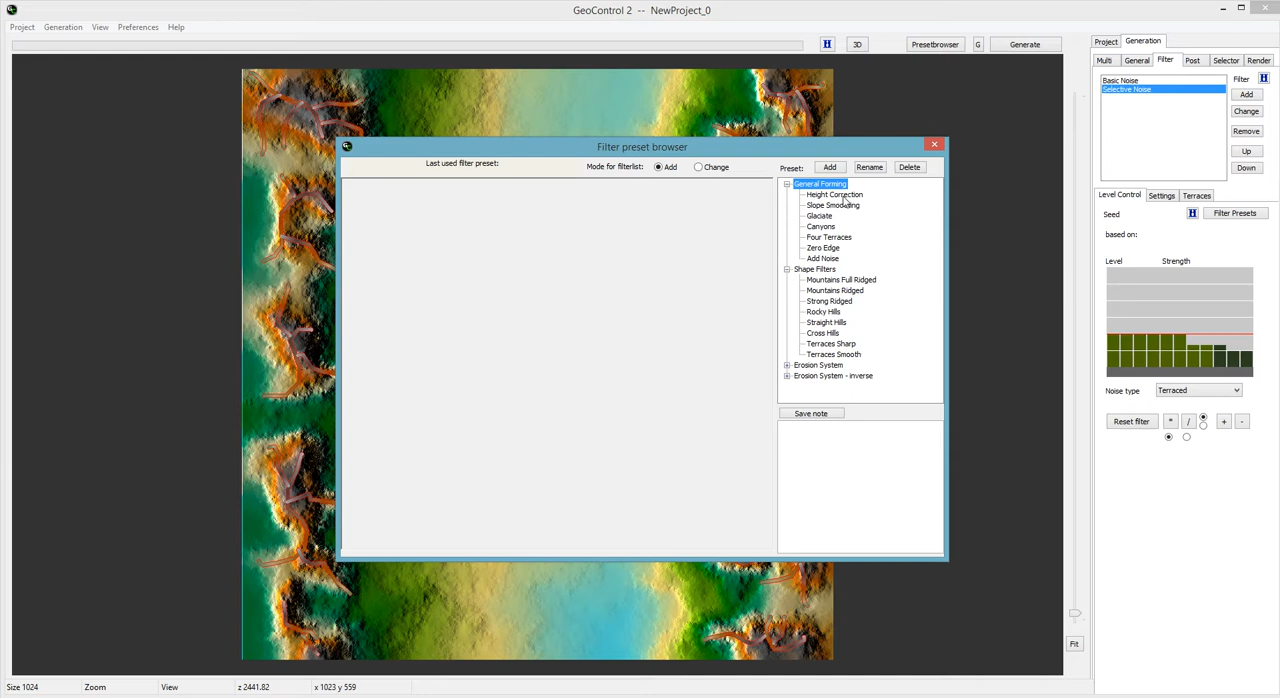 GeoControl 2 -- NewProject_0
Project Generation View Preferences Help
H 3D Presetbrowser G Generate
Project Generation
Multi General Filter Post Selector Render
Basic Noise
Selective Noise
Filter H
Add
Change
Remove
Up
Down
Level Control Settings Terraces
Seed H Filter Presets
based on:
Level Strength
Noise type Terraced
Reset filter * / + -
Fit
Filter preset browser
Last used filter preset: Mode for filterlist: Add Change Preset: Add Rename Delete
General Forming
Height Correction
Slope Smoothing
Glaciate
Canyons
Four Terraces
Zero Edge
Add Noise
Shape Filters
Mountains Full Ridged
Mountains Ridged
Strong Ridged
Rocky Hills
Straight Hills
Cross Hills
Terraces Sharp
Terraces Smooth
Erosion System
Erosion System - inverse
Save note
Size 1024 Zoom View z 2441.82 x 1023 y 559